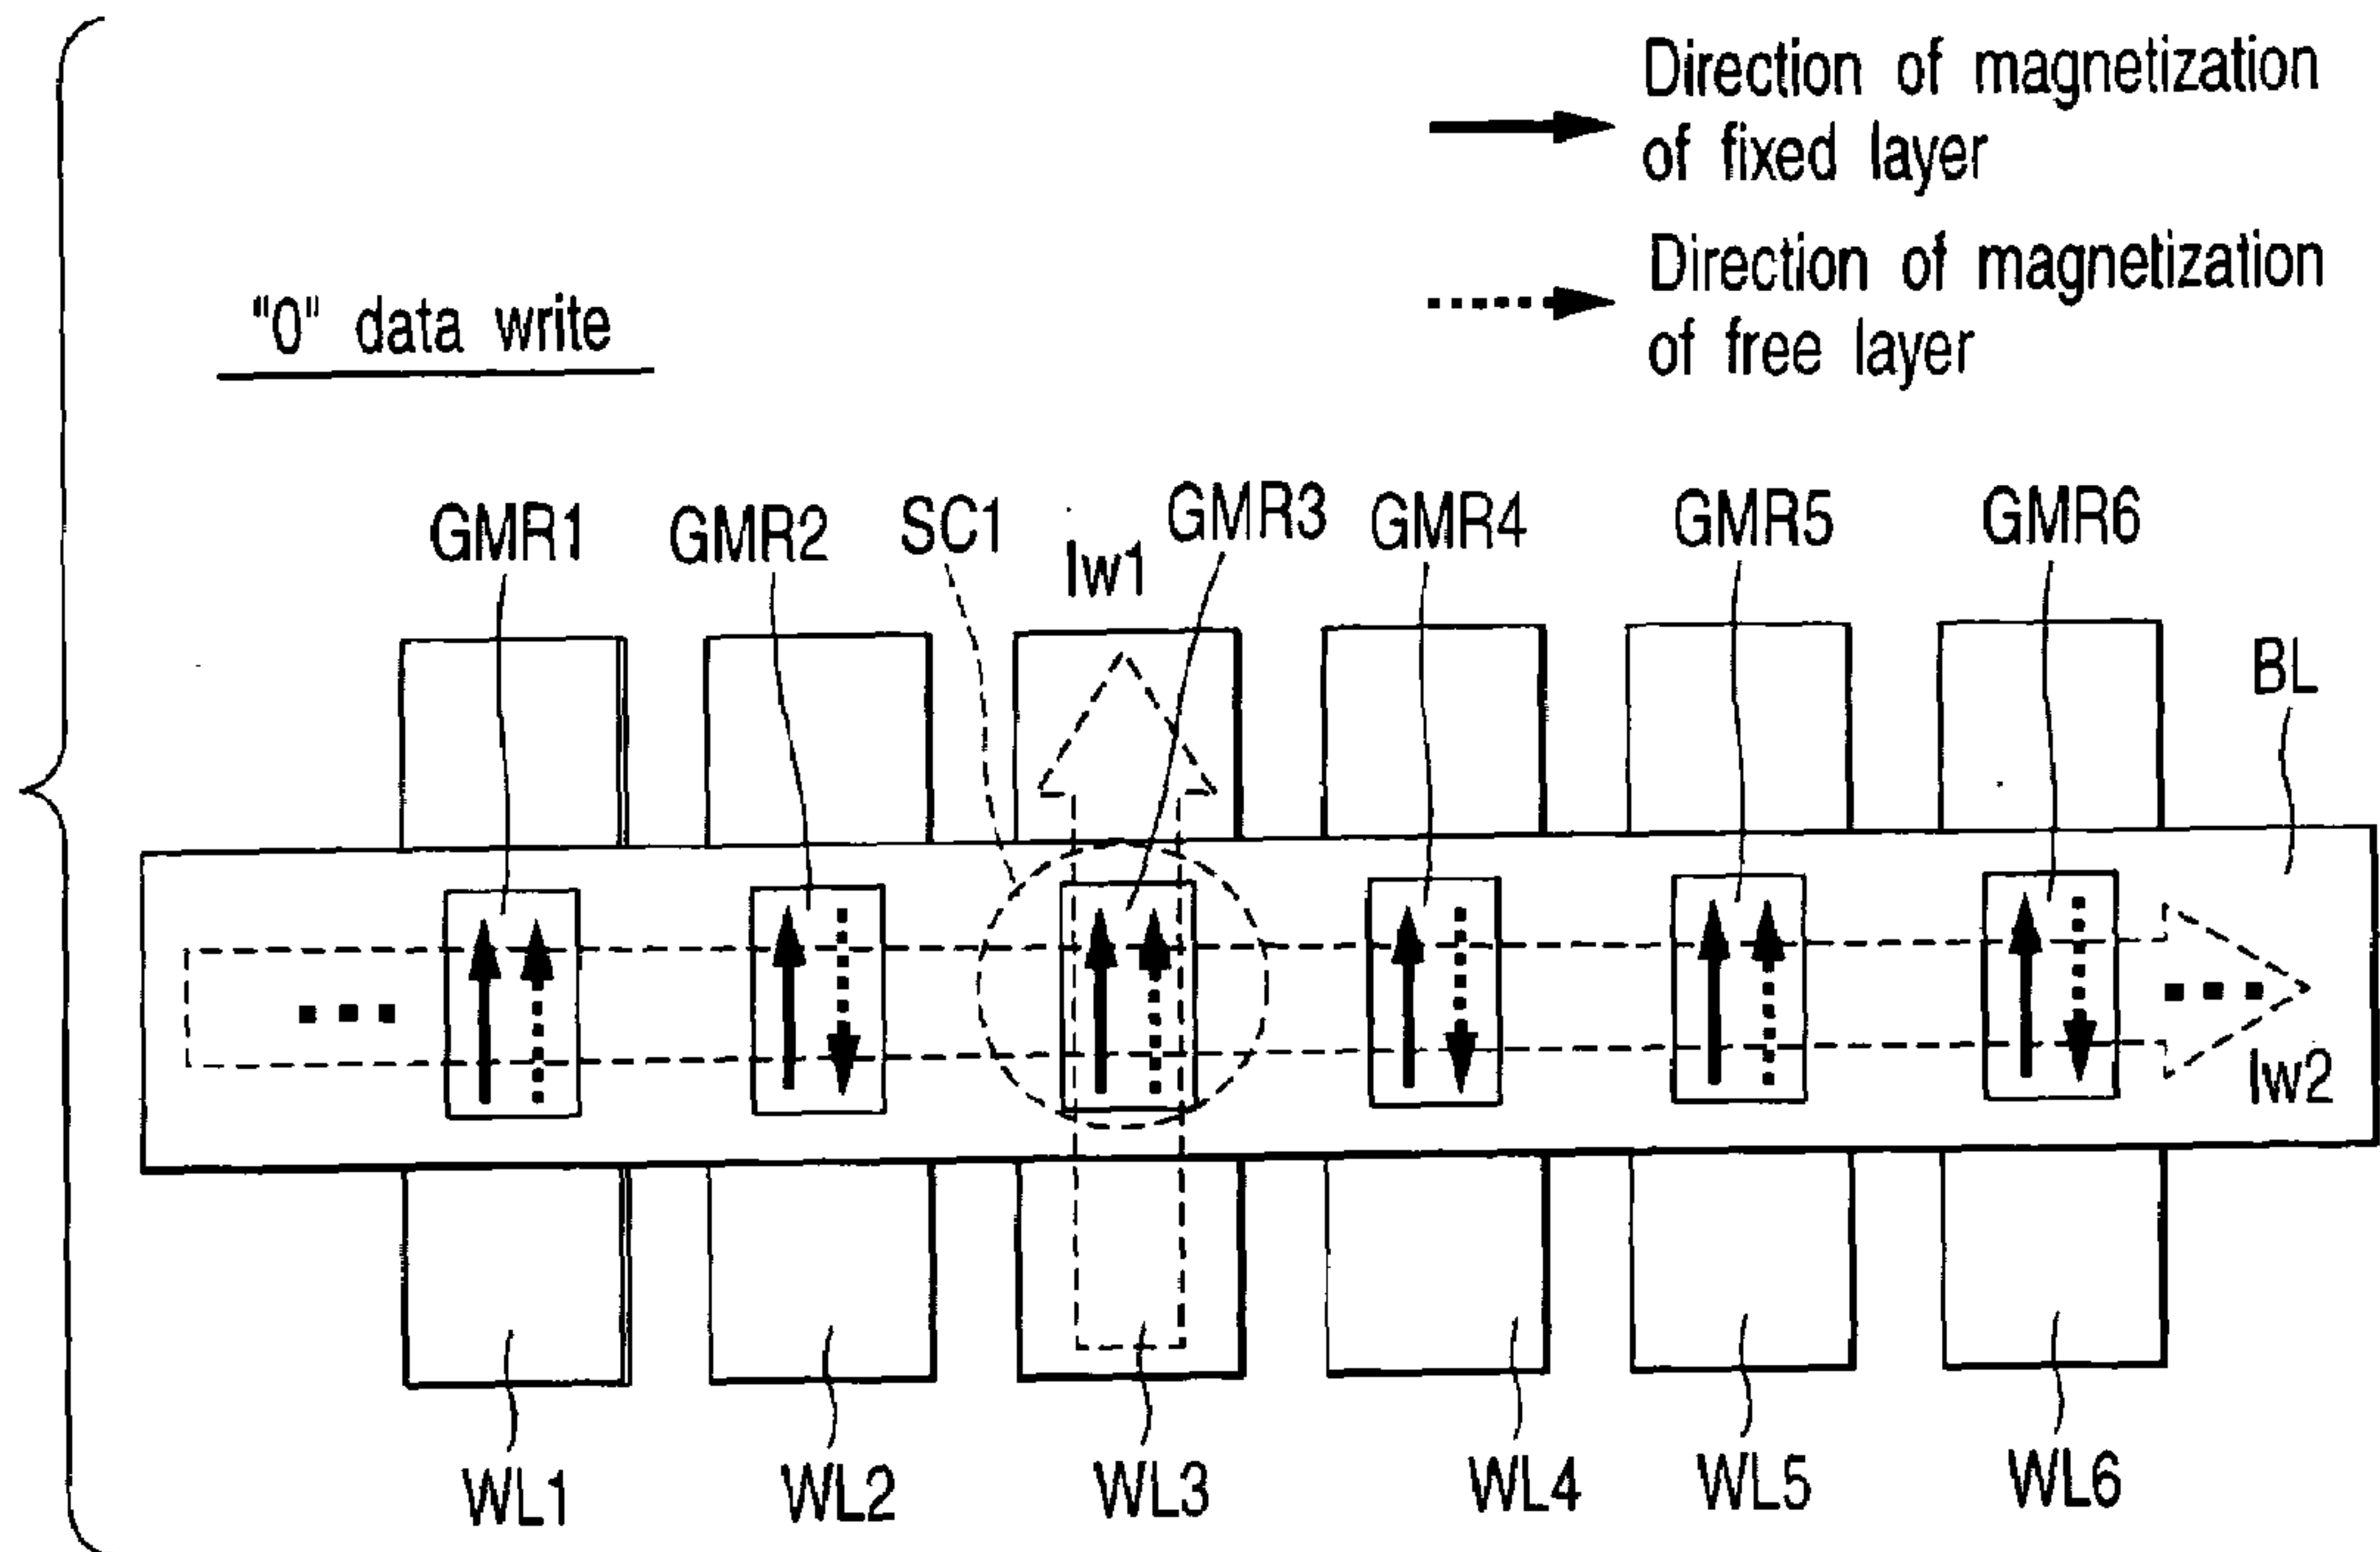 Direction of magnetization
of fixed layer
Direction of magnetization
of free layer
"0" data write
GMR1
GMR2
SC1
Iw1
GMR3
GMR4
GMR5
GMR6
BL
Iw2
WL1
WL2
WL3
WL4
WL5
WL6